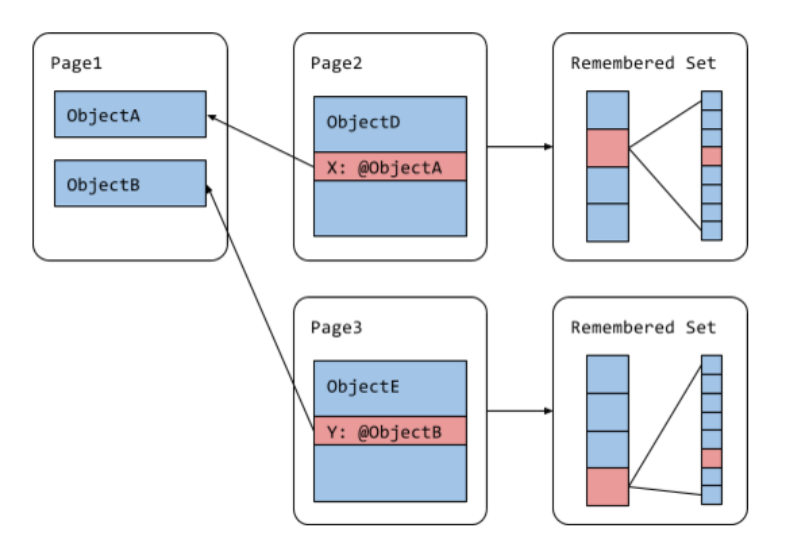 Page1
ObjectA
ObjectB
Page2
ObjectD
X: @ObjectA
Remembered Set
Page3
ObjectE
Y: @ObjectB
Remembered Set